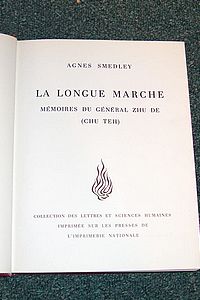 AGNES SMEDLEY
LA LONGUE MARCHE
MÉMOIRES DU GÉNÉRAL ZHU DE
(CHU TEH)
COLLECTION DES LETTRES ET SCIENCES HUMAINES
IMPRIMÉE SUR LES PRESSES DE
L'IMPRIMERIE NATIONALE